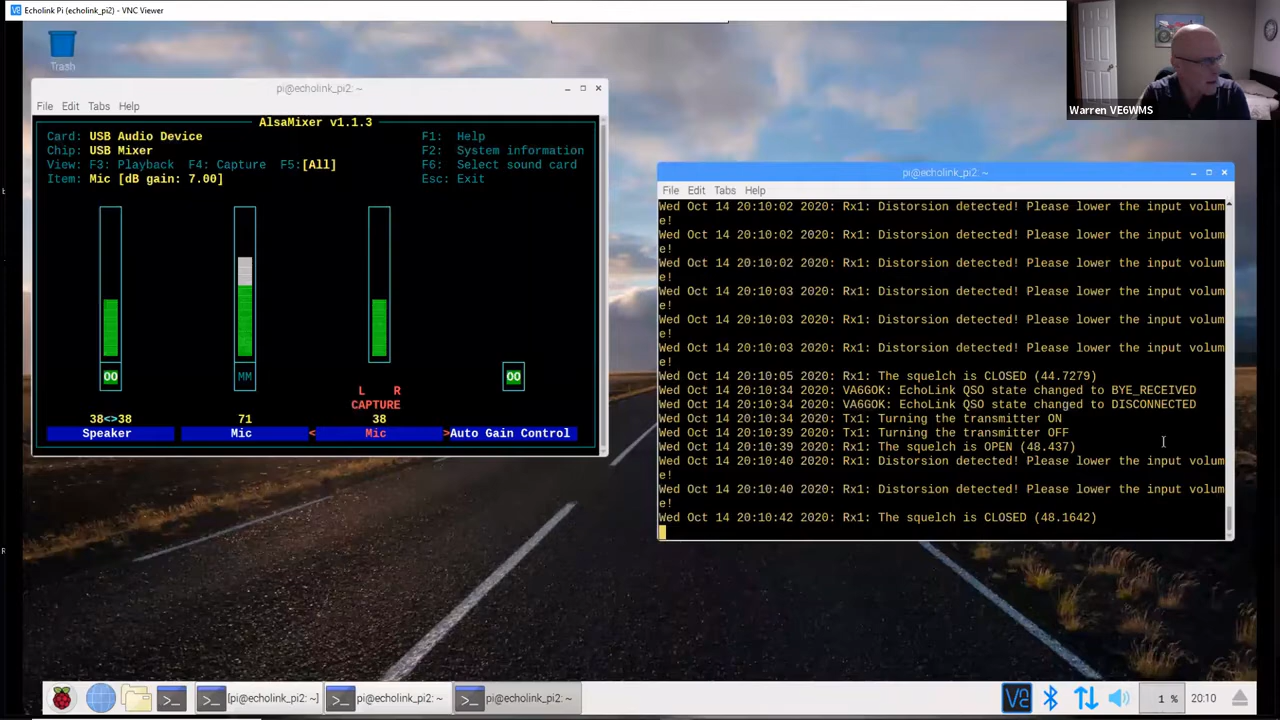 Echolink Pi (echolink_pi2) - VNC Viewer
Warren VE6WMS
Trash
pi@echolink_pi2: ~
File Edit Tabs Help
AlsaMixer v1.1.3
Card: USB Audio Device F1: Help
Chip: USB Mixer F2: System information
View: F3: Playback F4: Capture F5:[All] F6: Select sound card
Item: Mic [dB gain: 7.00] Esc: Exit
OO MM OO
L R
CAPTURE
38<>38 71 38
Speaker Mic < Mic >Auto Gain Control
pi@echolink_pi2: ~
File Edit Tabs Help
Wed Oct 14 20:10:02 2020: Rx1: Distorsion detected! Please lower the input volum
e!
Wed Oct 14 20:10:02 2020: Rx1: Distorsion detected! Please lower the input volum
e!
Wed Oct 14 20:10:02 2020: Rx1: Distorsion detected! Please lower the input volum
e!
Wed Oct 14 20:10:03 2020: Rx1: Distorsion detected! Please lower the input volum
e!
Wed Oct 14 20:10:03 2020: Rx1: Distorsion detected! Please lower the input volum
e!
Wed Oct 14 20:10:03 2020: Rx1: Distorsion detected! Please lower the input volum
e!
Wed Oct 14 20:10:05 2020: Rx1: The squelch is CLOSED (44.7279)
Wed Oct 14 20:10:34 2020: VA6GOK: EchoLink QSO state changed to BYE_RECEIVED
Wed Oct 14 20:10:34 2020: VA6GOK: EchoLink QSO state changed to DISCONNECTED
Wed Oct 14 20:10:34 2020: Tx1: Turning the transmitter ON
Wed Oct 14 20:10:39 2020: Tx1: Turning the transmitter OFF
Wed Oct 14 20:10:39 2020: Rx1: The squelch is OPEN (48.437)
Wed Oct 14 20:10:40 2020: Rx1: Distorsion detected! Please lower the input volum
e!
Wed Oct 14 20:10:40 2020: Rx1: Distorsion detected! Please lower the input volum
e!
Wed Oct 14 20:10:42 2020: Rx1: The squelch is CLOSED (48.1642)
[pi@echolink_pi2: ~] pi@echolink_pi2: ~ pi@echolink_pi2: ~ 1 % 20:10